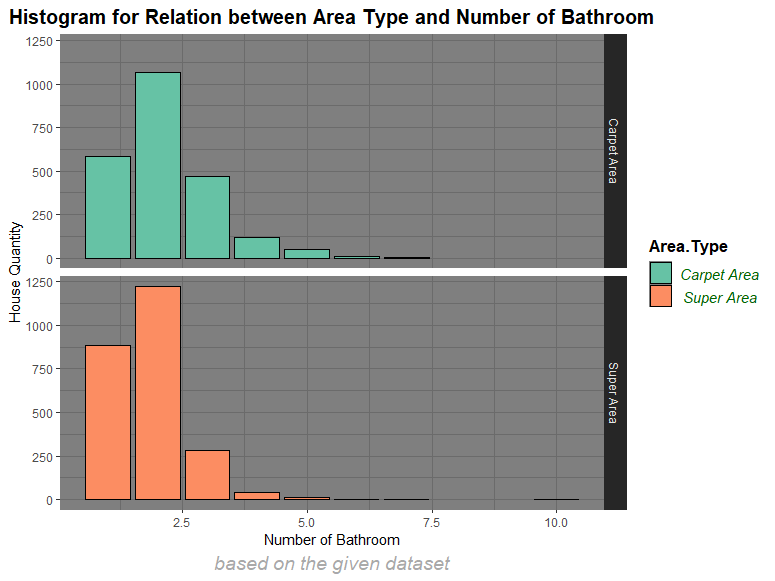 Histogram for Relation between Area Type and Number of Bathroom
1250
1000
750
500
250
0
Carpet Area
1250
1000
750
500
250
0
Super Area
House Quantity
2.5 5.0 7.5 10.0
Number of Bathroom
based on the given dataset
Area.Type
Carpet Area
Super Area